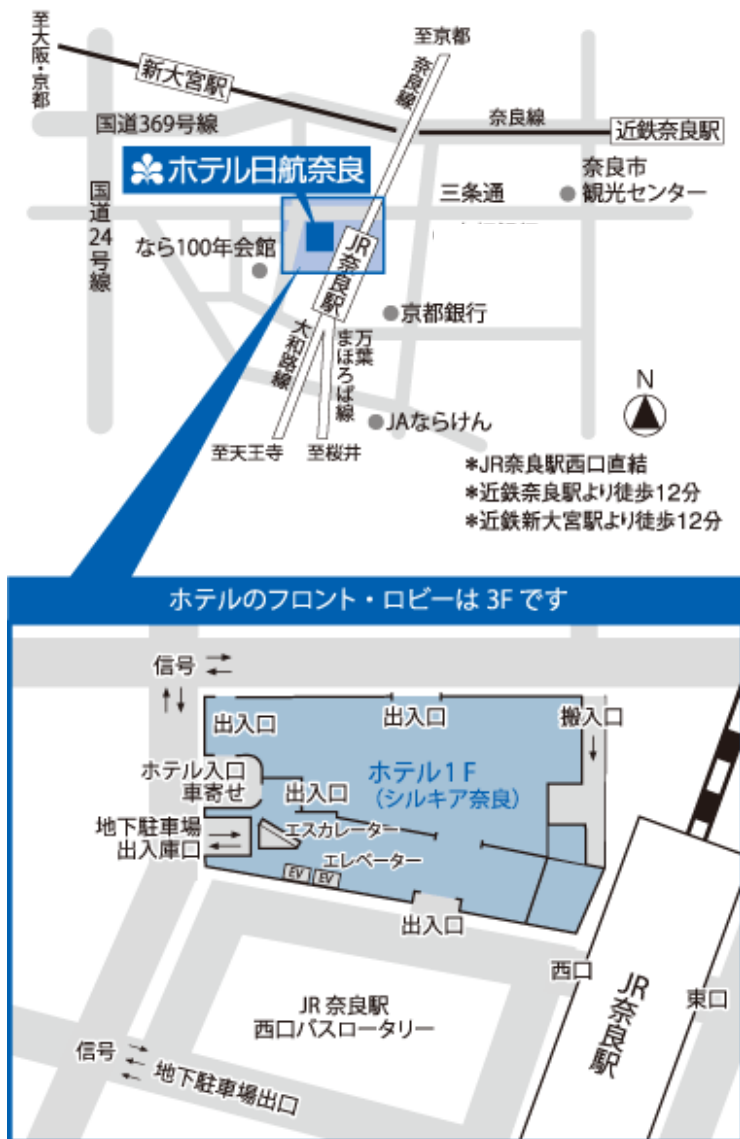 至大阪・京都
至京都
奈良線
新大宮駅
国道369号線
奈良線
近鉄奈良駅
ホテル日航奈良
奈良市
観光センター
三条通
国道24号線
なら100年会館
JR奈良駅
京都銀行
大和路線
万葉
まほろば線
JAならけん
N
至天王寺
至桜井
*JR奈良駅西口直結
*近鉄奈良駅より徒歩12分
*近鉄新大宮駅より徒歩12分
ホテルのフロント・ロビーは 3F です
信号
出入口
出入口
搬入口
ホテル入口
車寄せ
出入口
ホテル1F
(シルキア奈良)
地下駐車場
出入庫口
エスカレーター
エレベーター
EV
EV
出入口
西口
JR奈良駅
東口
JR 奈良駅
西口バスロータリー
信号
地下駐車場出口